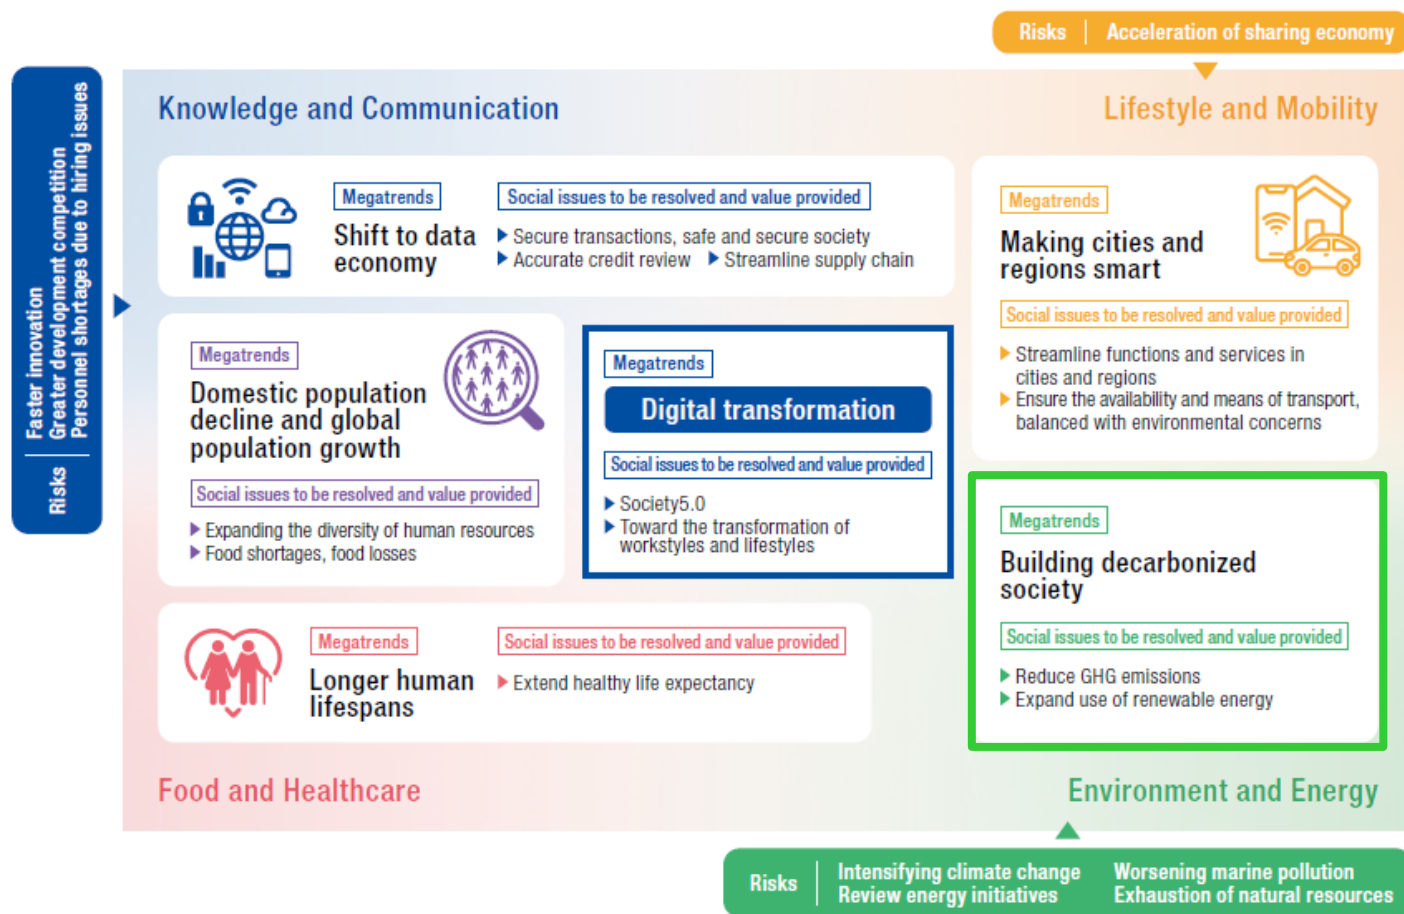 Risks Acceleration of sharing economy
Risks
Faster innovation
Greater development competition
Personnel shortages due to hiring issues
Knowledge and Communication
Lifestyle and Mobility
Megatrends
Shift to data
economy
Social issues to be resolved and value provided
Secure transactions, safe and secure society
Accurate credit review Streamline supply chain
Megatrends
Making cities and
regions smart
Social issues to be resolved and value provided
Streamline functions and services in
cities and regions
Ensure the availability and means of transport,
balanced with environmental concerns
Megatrends
Domestic population
decline and global
population growth
Social issues to be resolved and value provided
Expanding the diversity of human resources
Food shortages, food losses
Megatrends
Digital transformation
Social issues to be resolved and value provided
Society5.0
Toward the transformation of
workstyles and lifestyles
Megatrends
Building decarbonized
society
Social issues to be resolved and value provided
Reduce GHG emissions
Expand use of renewable energy
Megatrends
Longer human
lifespans
Social issues to be resolved and value provided
Extend healthy life expectancy
Food and Healthcare
Environment and Energy
Risks
Intensifying climate change
Review energy initiatives
Worsening marine pollution
Exhaustion of natural resources